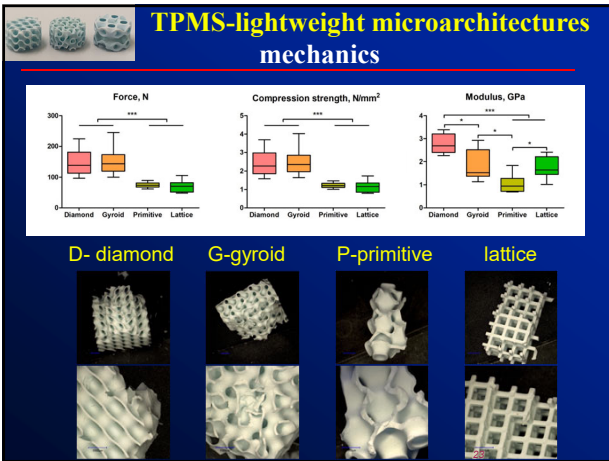 TPMS-lightweight microarchitectures
mechanics
Force, N
Compression strength, N/mm²
Modulus, GPa
***
***
***
*
*
*
300
200
100
0
5
4
3
2
1
0
4
3
2
1
0
Diamond Gyroid Primitive Lattice
Diamond Gyroid Primitive Lattice
Diamond Gyroid Primitive Lattice
D- diamond
G-gyroid
P-primitive
lattice
23